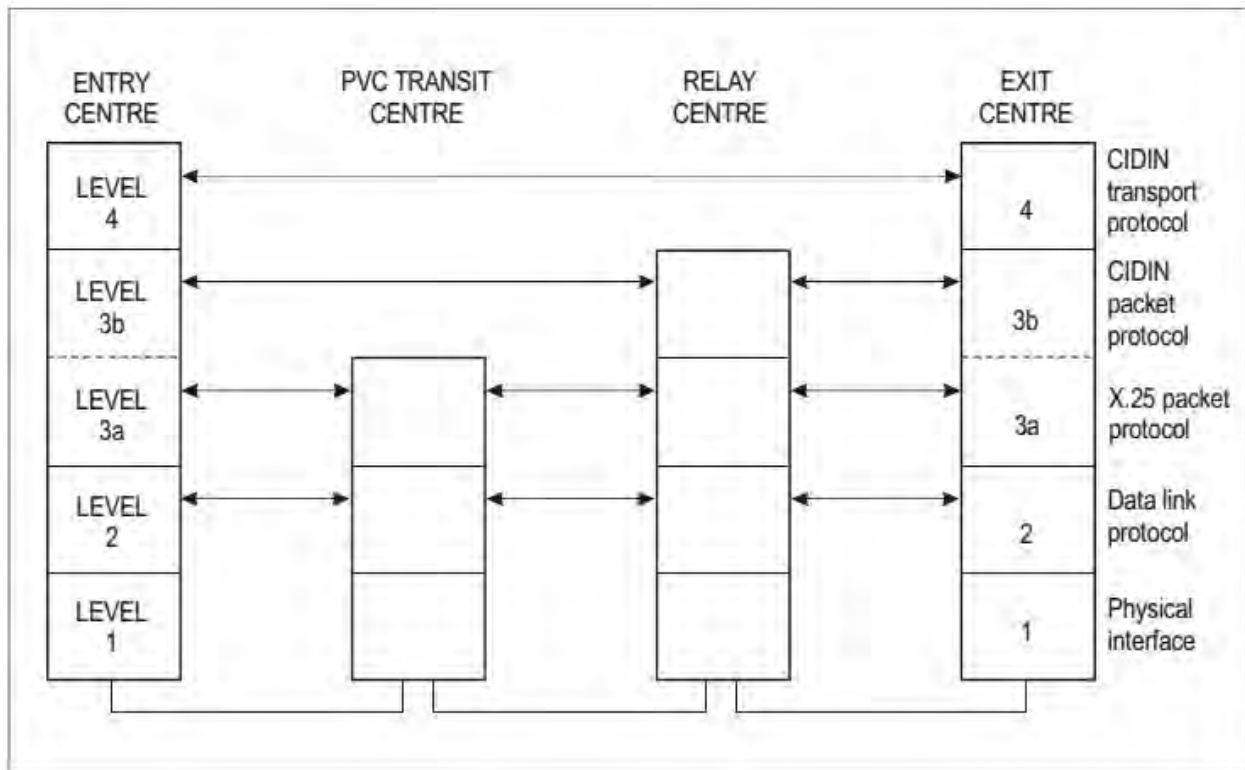 ENTRY
CENTRE
PVC TRANSIT
CENTRE
RELAY
CENTRE
EXIT
CENTRE
LEVEL
4
4
CIDIN
transport
protocol
LEVEL
3b
3b
CIDIN
packet
protocol
LEVEL
3a
3a
X.25 packet
protocol
LEVEL
2
2
Data link
protocol
LEVEL
1
1
Physical
interface